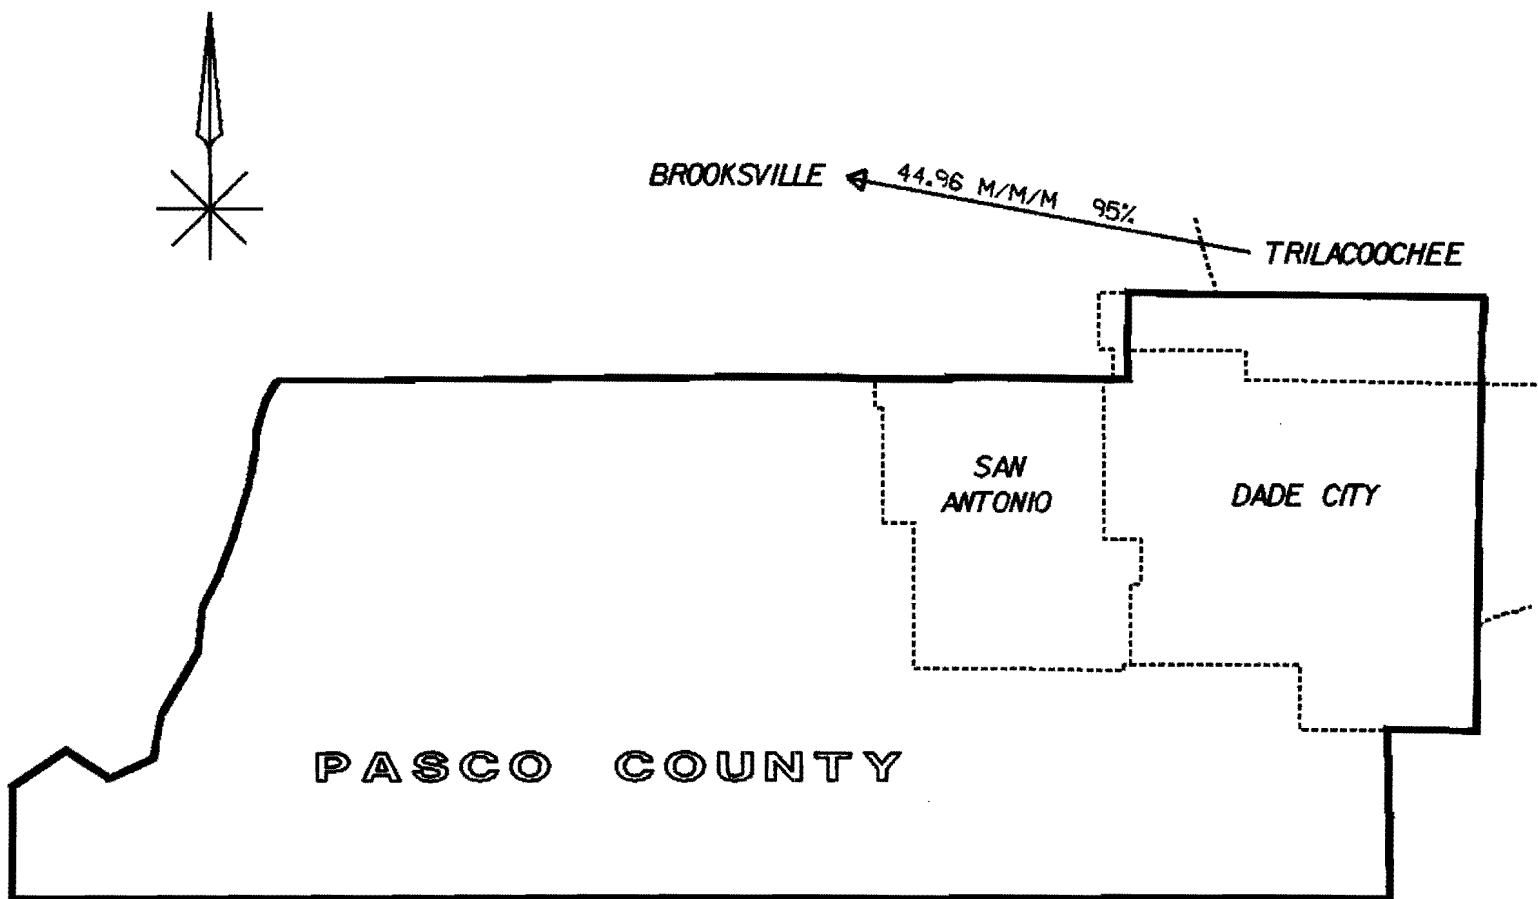 BROOKSVILLE
44.96 M/M/M 95%
TRILACOOCHEE
SAN
ANTONIO
DADE CITY
PASCO COUNTY